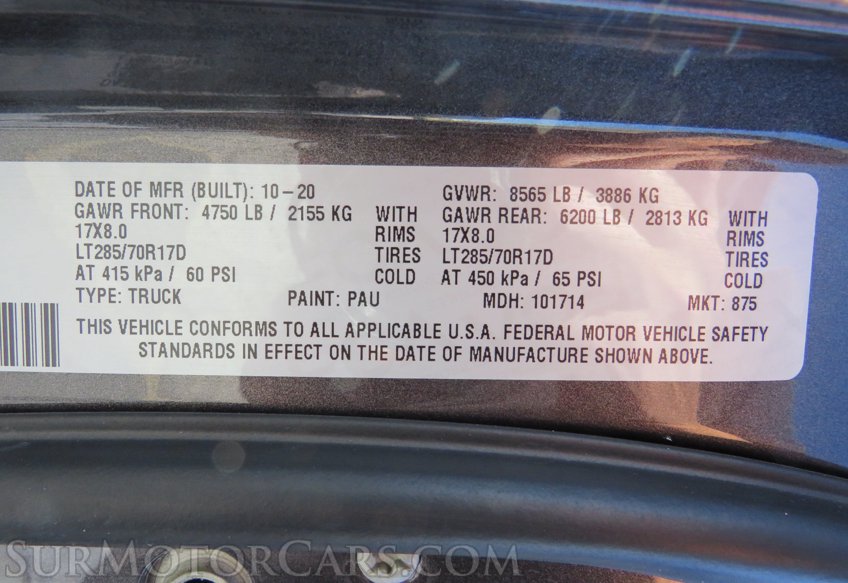 DATE OF MFR (BUILT): 10-20 GVWR: 8565 LB / 3886 KG
GAWR FRONT: 4750 LB / 2155 KG WITH GAWR REAR: 6200 LB / 2813 KG WITH
17X8.0 RIMS 17X8.0 RIMS
LT285/70R17D TIRES LT285/70R17D TIRES
AT 415 kPa / 60 PSI COLD AT 450 kPa / 65 PSI COLD
TYPE: TRUCK PAINT: PAU MDH: 101714 MKT: 875
THIS VEHICLE CONFORMS TO ALL APPLICABLE U.S.A. FEDERAL MOTOR VEHICLE SAFETY
STANDARDS IN EFFECT ON THE DATE OF MANUFACTURE SHOWN ABOVE.
SURMOTORCARS.COM